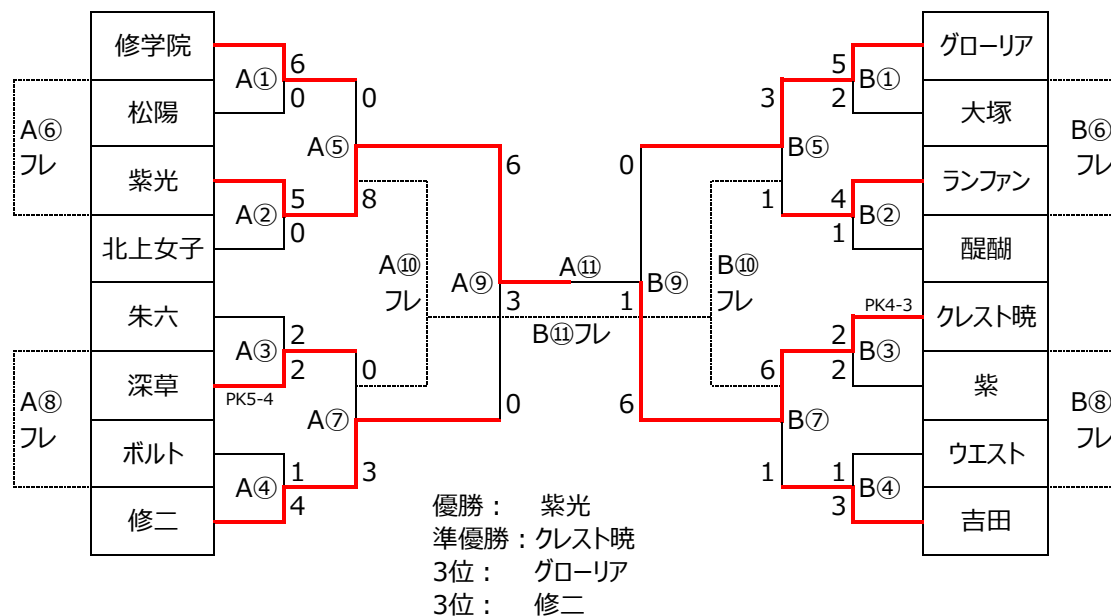 修学院
A①
6
0
松陽
A⑥
フレ
紫光
A②
5
0
北上女子
0
A⑤
8
朱六
A③
2
2
PK5-4
深草
A⑧
フレ
ボルト
A④
1
4
修二
0
A⑦
3
A⑩
フレ
6
A⑨
0
3
A⑪
1
B⑪フレ
グローリア
B①
5
2
大塚
B⑥
フレ
ランファン
B②
4
1
醍醐
3
B⑤
1
PK4-3
クレスト暁
B③
2
2
紫
B⑧
フレ
ウエスト
B④
1
3
吉田
6
B⑦
1
B⑩
フレ
0
B⑨
6
優勝： 紫光
準優勝：クレスト暁
3位： グローリア
3位： 修二